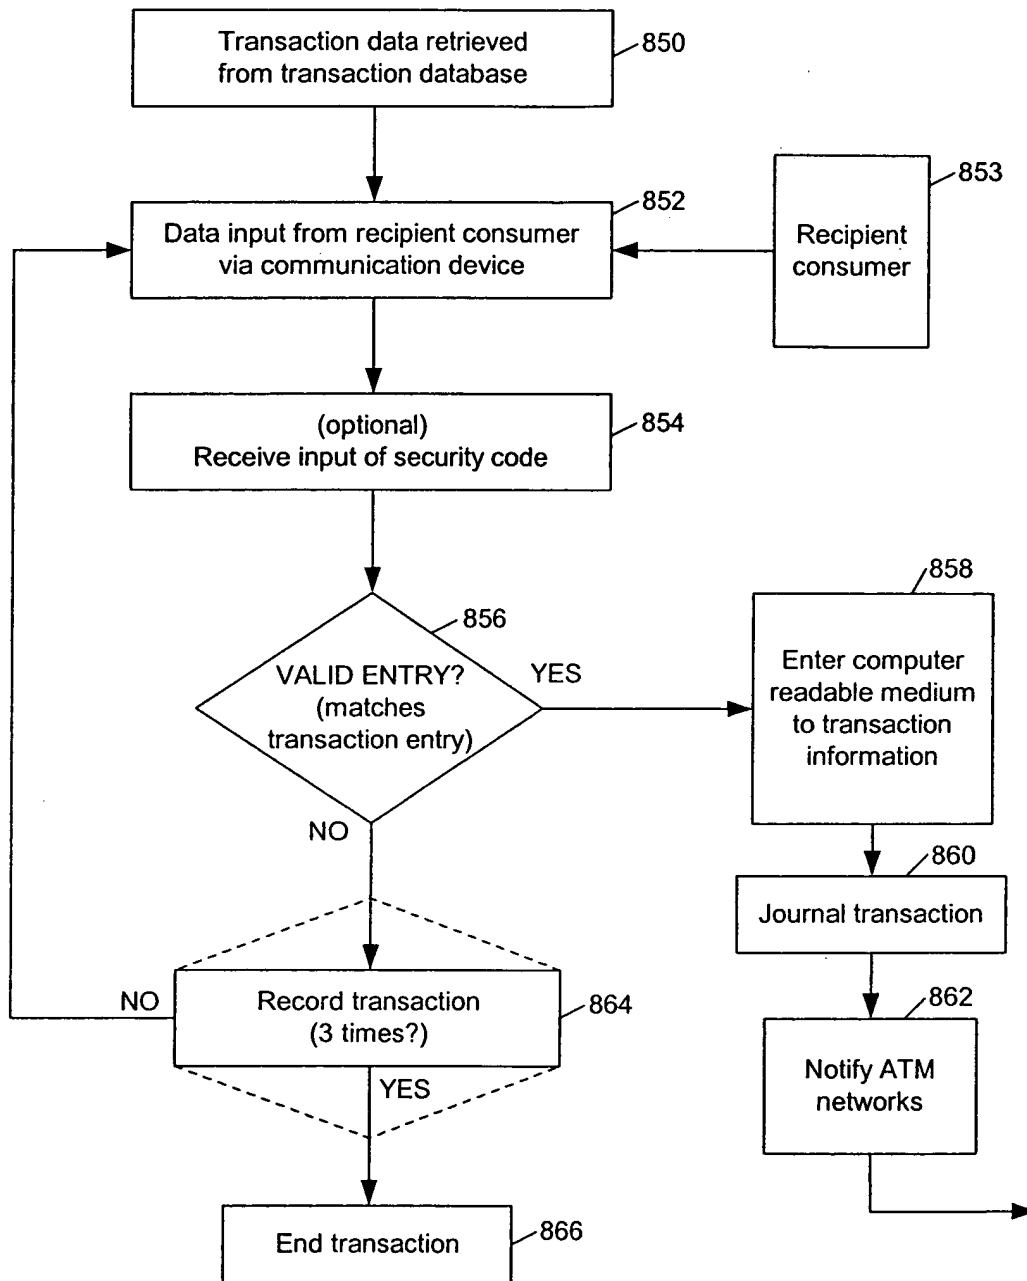 Transaction data retrieved
from transaction database
850
852
853
Data input from recipient consumer
via communication device
Recipient
consumer
(optional)
Receive input of security code
854
858
856
VALID ENTRY?
(matches
transaction entry)
YES
Enter computer
readable medium
to transaction
information
NO
860
Journal transaction
NO
Record transaction
(3 times?)
864
862
YES
Notify ATM
networks
End transaction
866